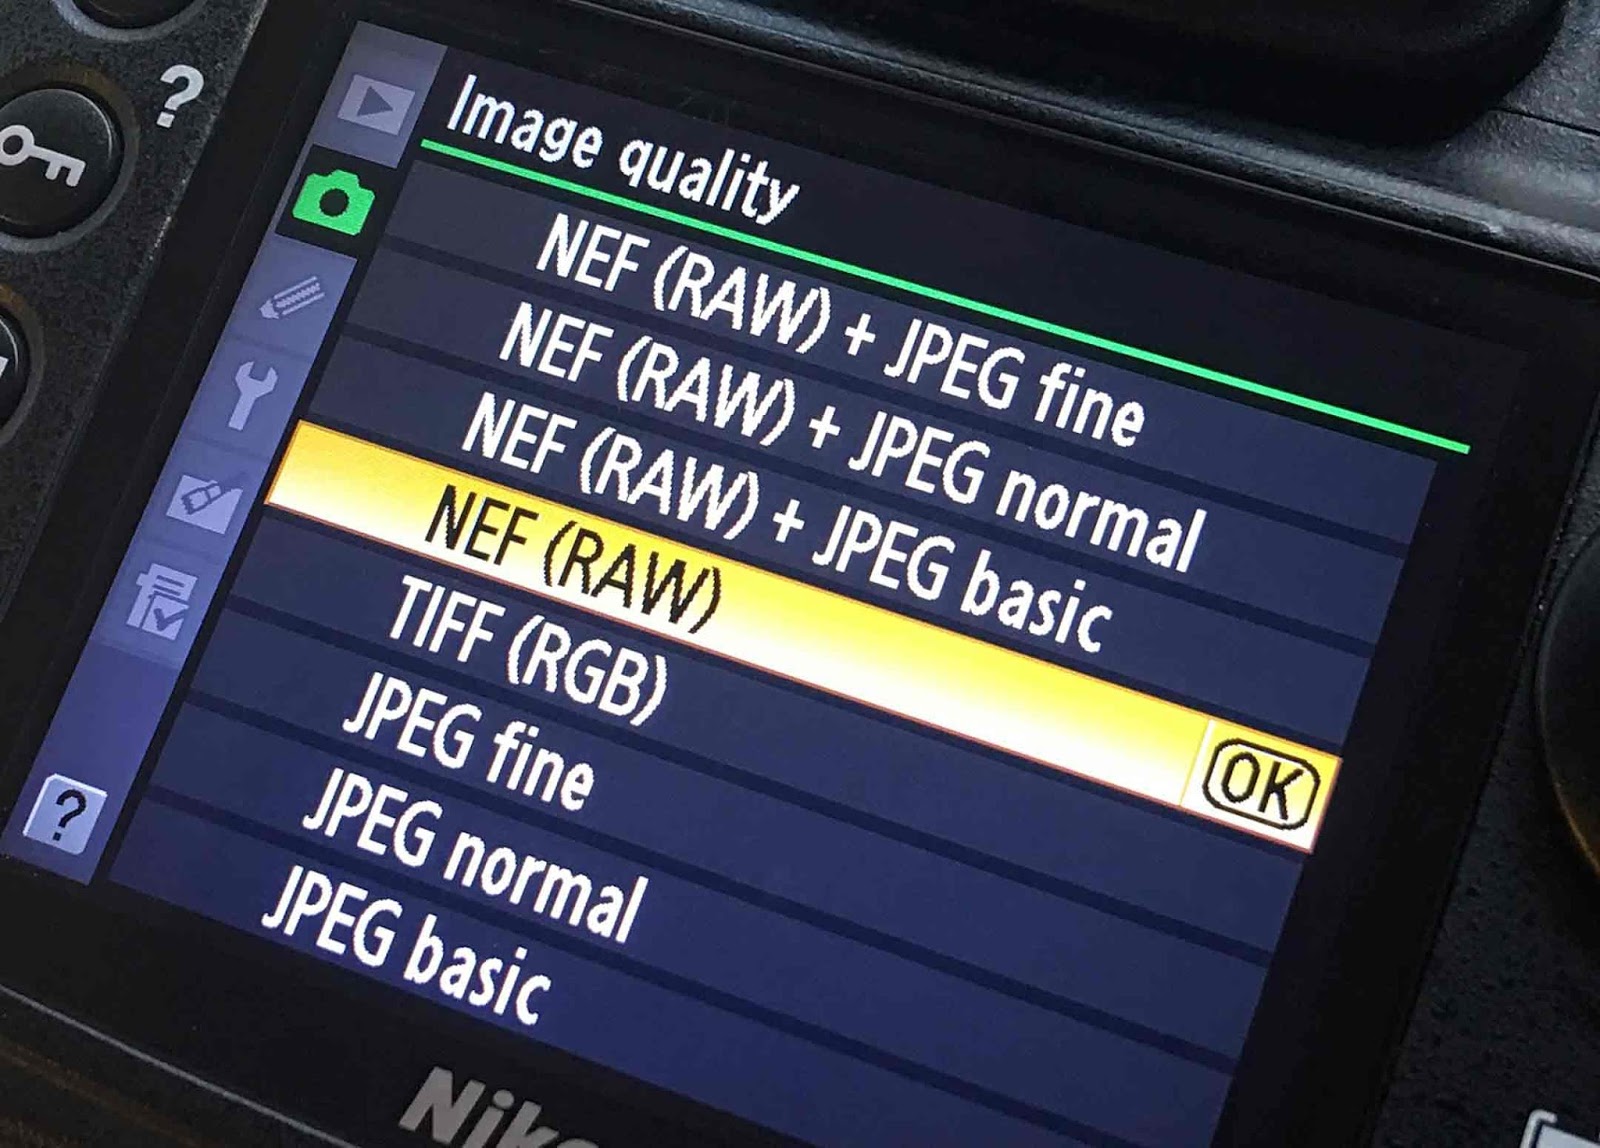 ?
Image quality
NEF (RAW) + JPEG fine
NEF (RAW) + JPEG normal
NEF (RAW) + JPEG basic
NEF (RAW)
OK
TIFF (RGB)
JPEG fine
JPEG normal
JPEG basic
?